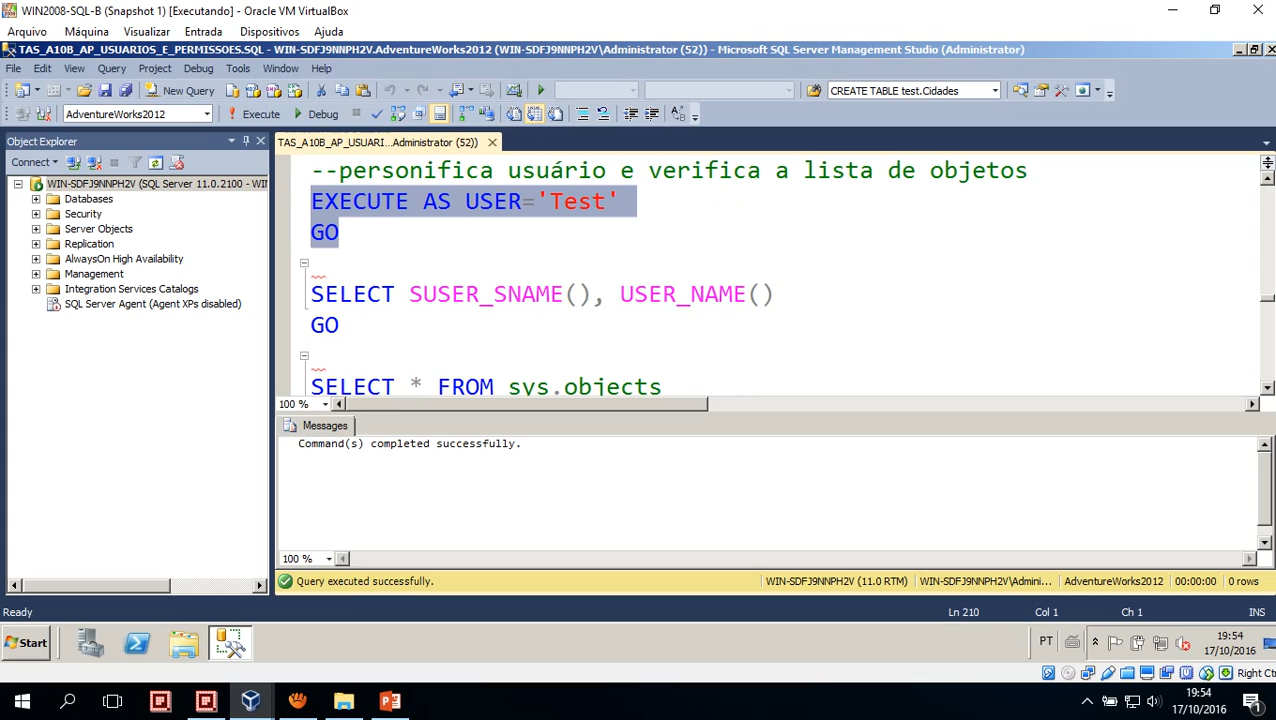 WIN2008-SQL-B (Snapshot 1) [Executando] - Oracle VM VirtualBox
Arquivo Máquina Visualizar Entrada Dispositivos Ajuda
TAS_A10B_AP_USUARIOS_E_PERMISSOES.SQL - WIN-SDFJ9NNPH2V.AdventureWorks2012 (WIN-SDFJ9NNPH2V\Administrator (52)) - Microsoft SQL Server Management Studio (Administrator)
File Edit View Query Project Debug Tools Window Help
New Query CREATE TABLE test.Cidades
AdventureWorks2012 Execute Debug
Object Explorer
TAS_A10B_AP_USUARI...Administrator (52))
Connect
WIN-SDFJ9NNPH2V (SQL Server 11.0.2100 - WIN
Databases
Security
Server Objects
Replication
AlwaysOn High Availability
Management
Integration Services Catalogs
SQL Server Agent (Agent XPs disabled)
--personifica usuário e verifica a lista de objetos
EXECUTE AS USER='Test'
GO
SELECT SUSER_SNAME(), USER_NAME()
GO
SELECT * FROM sys.objects
100 %
Messages
Command(s) completed successfully.
100 %
Query executed successfully. WIN-SDFJ9NNPH2V (11.0 RTM) WIN-SDFJ9NNPH2V\Admini... AdventureWorks2012 00:00:00 0 rows
Ready Ln 210 Col 1 Ch 1 INS
Start PT 19:54
17/10/2016
Right Ctr
19:54
17/10/2016
1